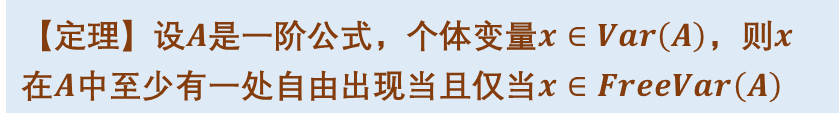 【定理】设A是一阶公式，个体变量x ∈ Var(A)，则x
在A中至少有一处自由出现当且仅当x ∈ FreeVar(A)